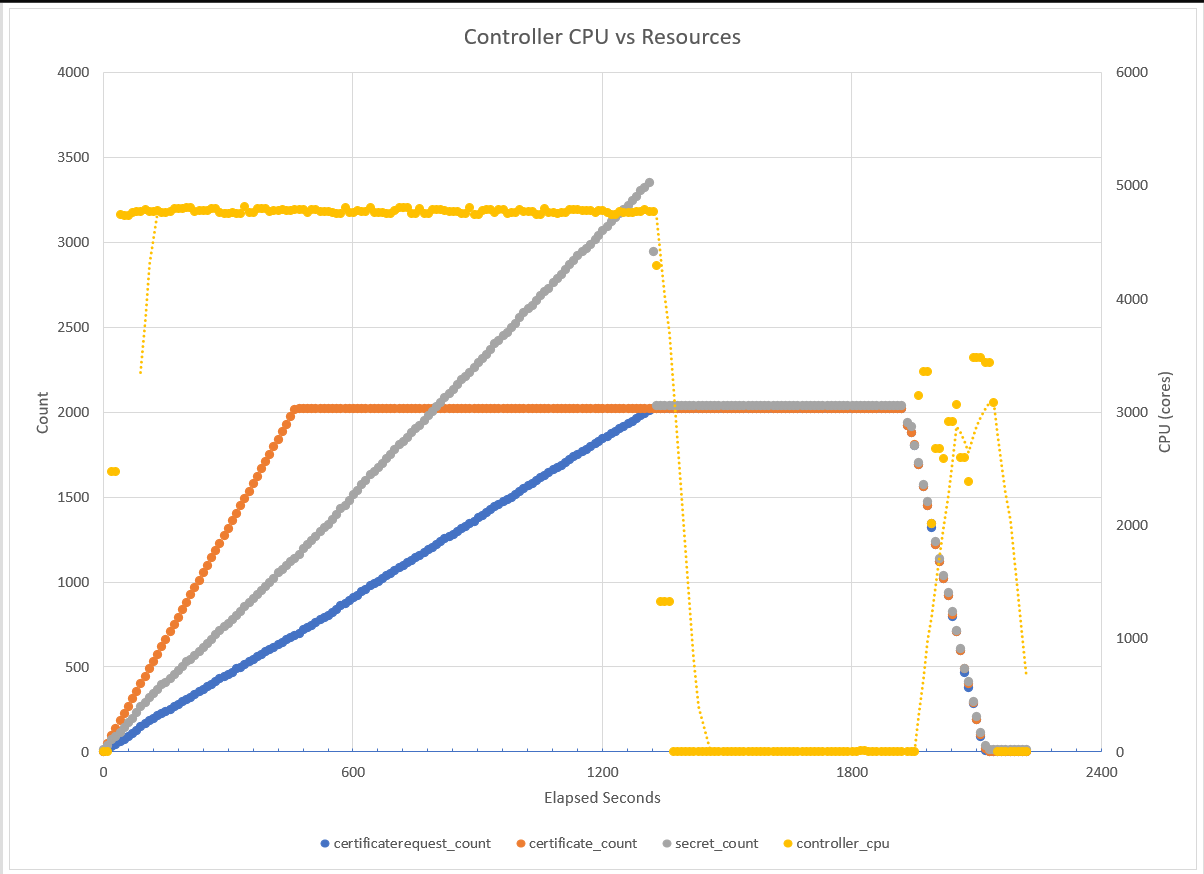 Controller CPU vs Resources
4000
3500
3000
2500
2000
1500
1000
500
0
Count
6000
5000
4000
3000
2000
1000
0
CPU (cores)
0 600 1200 1800 2400
Elapsed Seconds
certificaterequest_count certificate_count secret_count controller_cpu